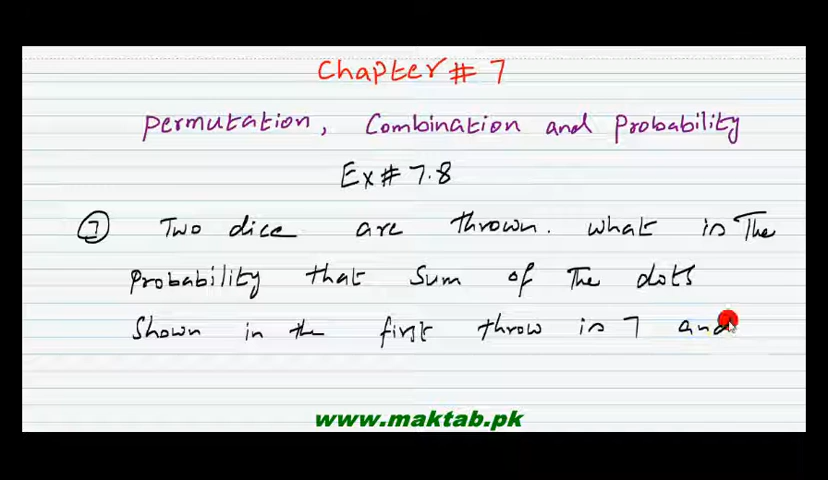 Chapter # 7
Permutation, Combination and Probability
Ex# 7.8
7 Two dice are thrown. What is The
Probability that Sum of The dots
Shown in the first throw is 7 and
www.maktab.pk